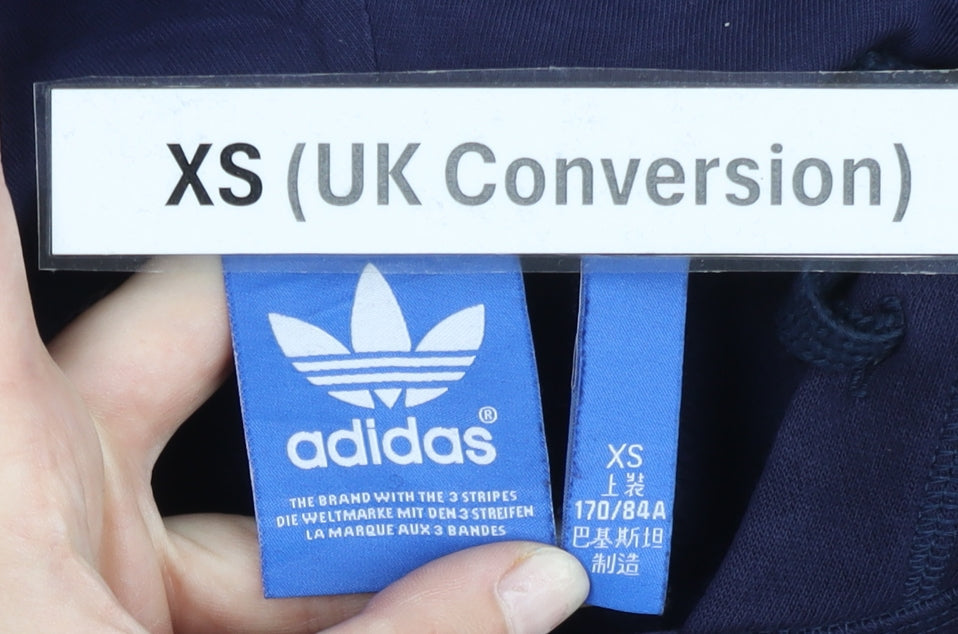 XS (UK Conversion)
adidas®
THE BRAND WITH THE 3 STRIPES
DIE WELTMARKE MIT DEN 3 STREIFEN
LA MARQUE AUX 3 BANDES
XS
上装
170/84A
巴基斯坦
制造